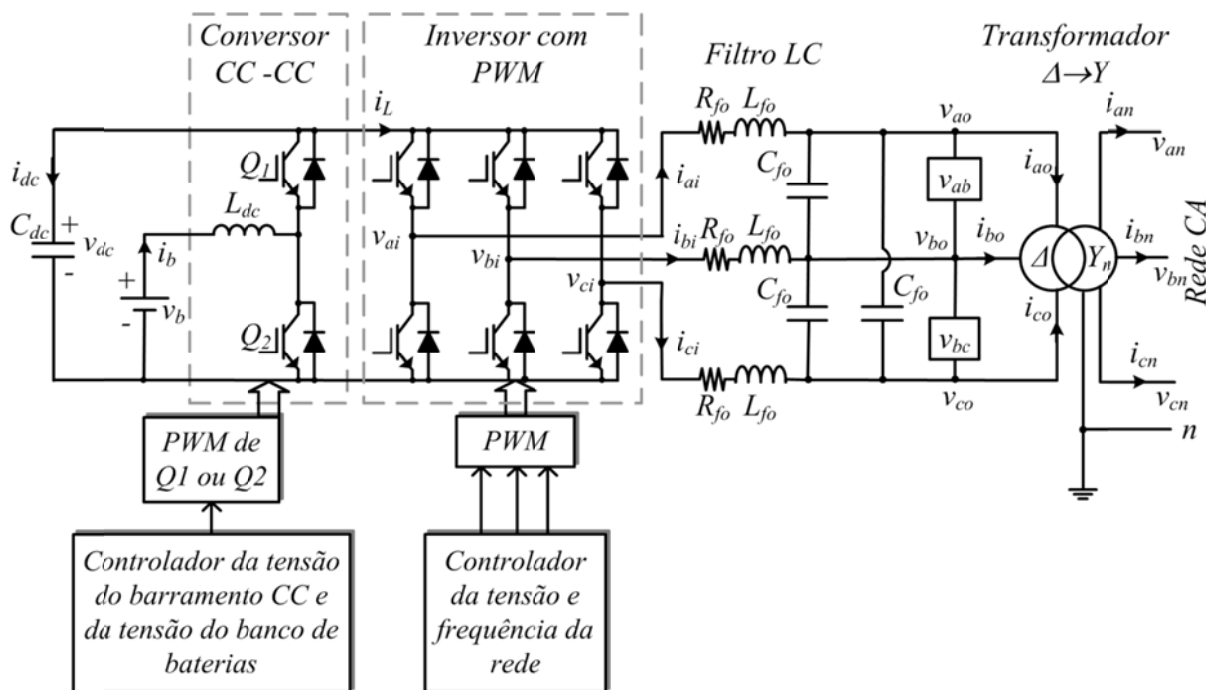 Conversor
CC -CC
Inversor com
PWM
Filtro LC
Transformador
Δ→Y
i_L
R_fo
L_fo
v_ao
i_an
v_an
Q_1
i_dc
C_dc
+
v_dc
-
L_dc
i_b
+
v_b
-
v_ai
v_bi
v_ci
i_ai
C_fo
v_ab
i_ao
i_bi
R_fo
L_fo
v_bo
i_bo
Δ
Y_n
i_bn
v_bn
Rede CA
C_fo
C_fo
i_co
Q_2
i_ci
v_bc
i_cn
R_fo
L_fo
v_co
v_cn
n
PWM de
Q1 ou Q2
PWM
Controlador da tensão
do barramento CC e
da tensão do banco de
baterias
Controlador
da tensão e
frequência da
rede